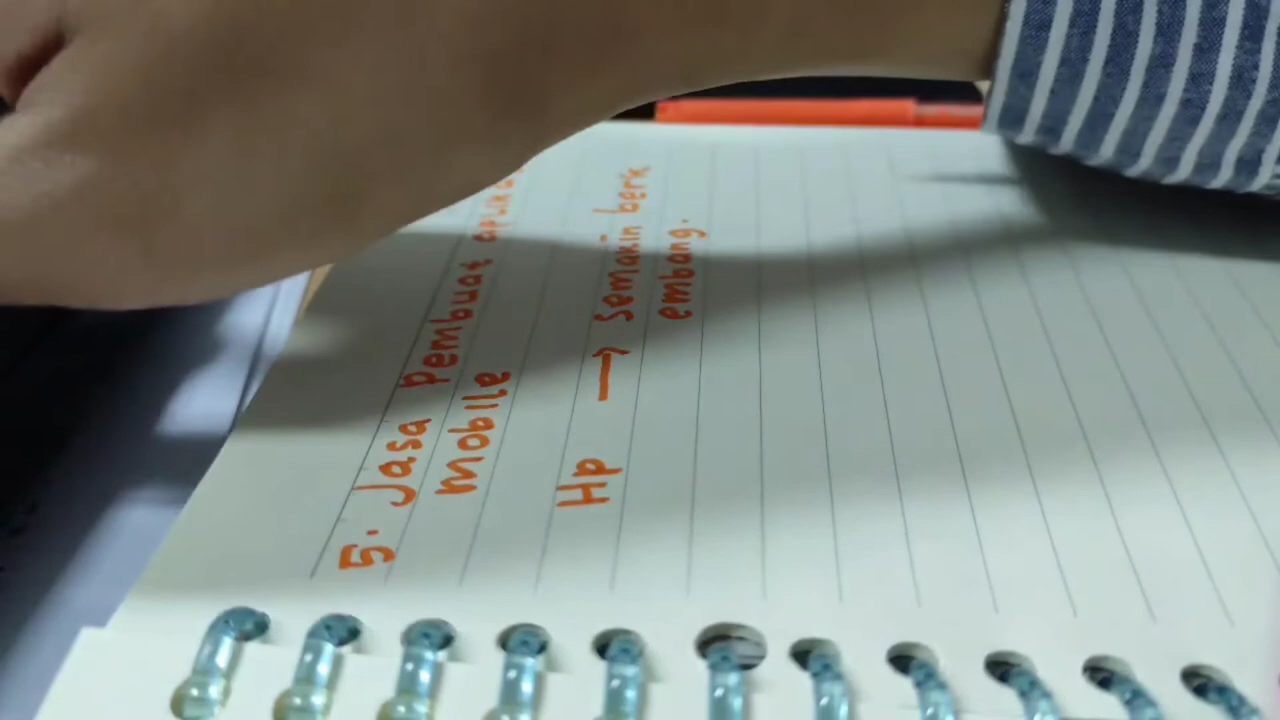 5. Jasa Pembuat
mobile
Hp → semakin berk
embang.